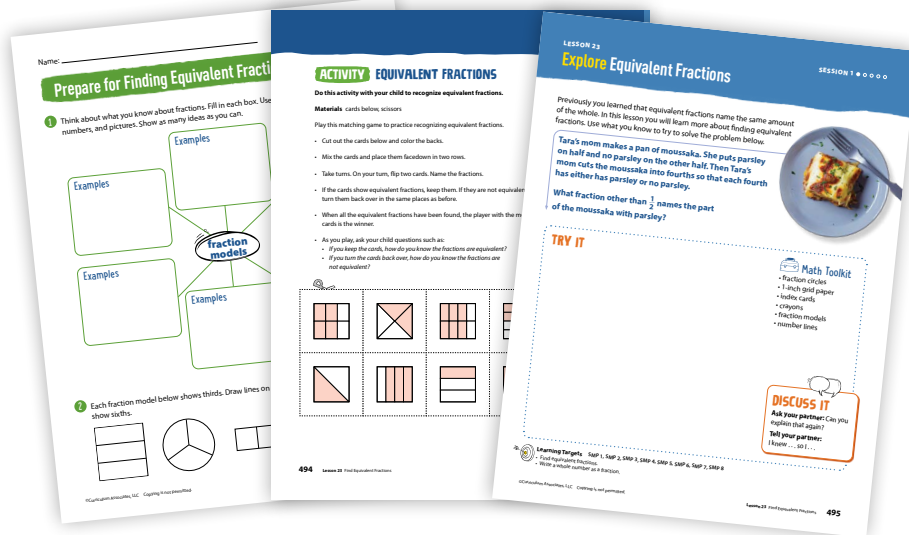 Name:
Prepare for Finding Equivalent Fracti
1 Think about what you know about fractions. Fill in each box. Use
numbers, and pictures. Show as many ideas as you can.
Examples
Examples
fraction
models
Examples
Examples
2 Each fraction model below shows thirds. Draw lines on
show sixths.
©Curriculum Associates, LLC Copying is not permitted.
ACTIVITY EQUIVALENT FRACTIONS
Do this activity with your child to recognize equivalent fractions.
Materials cards below, scissors
Play this matching game to practice recognizing equivalent fractions.
• Cut out the cards below and color the backs.
• Mix the cards and place them facedown in two rows.
• Take turns. On your turn, flip two cards. Name the fractions.
• If the cards show equivalent fractions, keep them. If they are not equivalen
turn them back over in the same places as before.
• When all the equivalent fractions have been found, the player with the m
cards is the winner.
• As you play, ask your child questions such as:
• If you keep the cards, how do you know the fractions are equivalent?
• If you turn the cards back over, how do you know the fractions are
not equivalent?
494 Lesson 23 Find Equivalent Fractions
LESSON 23
Explore Equivalent Fractions
SESSION 1
Previously you learned that equivalent fractions name the same amount
of the whole. In this lesson you will learn more about finding equivalent
fractions. Use what you know to try to solve the problem below.
Tara's mom makes a pan of moussaka. She puts parsley
on half and no parsley on the other half. Then Tara's
mom cuts the moussaka into fourths so that each fourth
has either has parsley or no parsley.
What fraction other than 1/2 names the part
of the moussaka with parsley?
TRY IT
Math Toolkit
• fraction circles
• 1-inch grid paper
• index cards
• crayons
• fraction models
• number lines
DISCUSS IT
Ask your partner: Can you
explain that again?
Tell your partner:
I knew . . . so I . . .
Learning Targets SMP 1, SMP 2, SMP 3, SMP 4, SMP 5, SMP 6, SMP 7, SMP 8
• Find equivalent fractions.
• Write a whole number as a fraction.
©Curriculum Associates, LLC Copying is not permitted.
Lesson 23 Find Equivalent Fractions 495